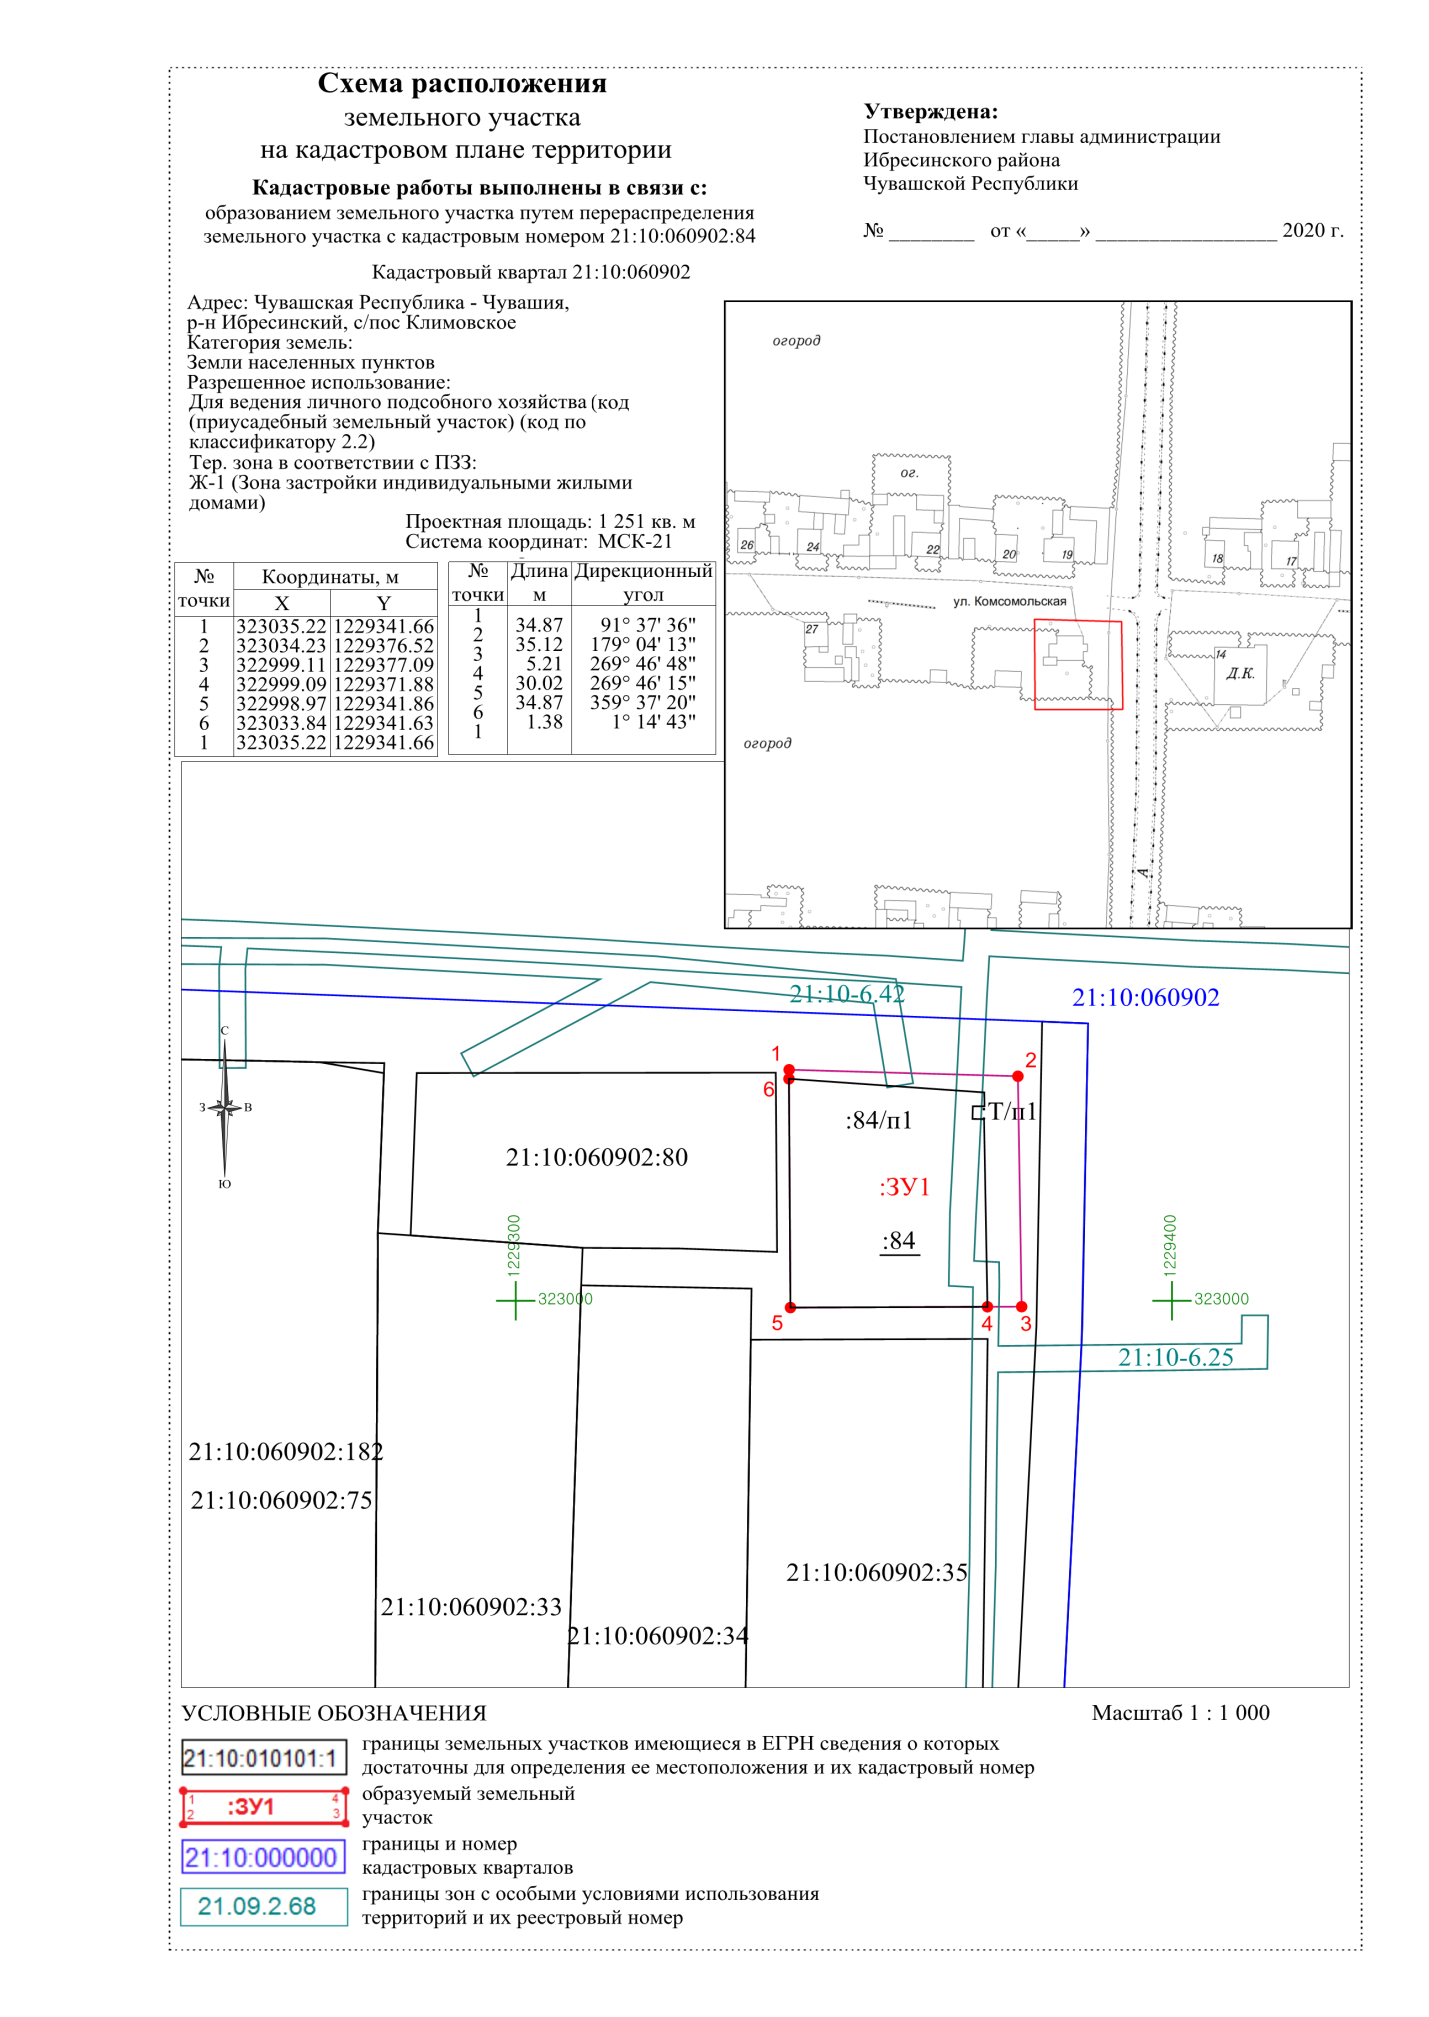 Схема расположения
земельного участка
на кадастровом плане территории
Кадастровые работы выполнены в связи с:
образованием земельного участка путем перераспределения
земельного участка с кадастровым номером 21:10:060902:84
Утверждена:
Постановлением главы администрации
Ибресинского района
Чувашской Республики
№ ________ от «_____» _________________ 2020 г.
Кадастровый квартал 21:10:060902
Адрес: Чувашская Республика - Чувашия,
р-н Ибресинский, с/пос Климовское
Категория земель:
Земли населенных пунктов
Разрешенное использование:
Для ведения личного подсобного хозяйства (код
(приусадебный земельный участок) (код по
классификатору 2.2)
Тер. зона в соответствии с ПЗЗ:
Ж-1 (Зона застройки индивидуальными жилыми
домами)
Проектная площадь: 1 251 кв. м
Система координат: МСК-21
№ точки Координаты, м
X Y
1 323035.22 1229341.66
2 323034.23 1229376.52
3 322999.11 1229377.09
4 322999.09 1229371.88
5 322998.97 1229341.86
6 323033.84 1229341.63
1 323035.22 1229341.66
№ Длина Дирекционный
точки м угол
1
34.87 91° 37' 36"
2
35.12 179° 04' 13"
3
5.21 269° 46' 48"
4
30.02 269° 46' 15"
5
34.87 359° 37' 20"
6
1.38 1° 14' 43"
1
огород
ог.
26 24 22 20 19 18 17
ул. Комсомольская
27
14
Д.К.
огород
А
21:10-6.42
21:10:060902
1
2
6
С
З В
Ю
:84/п1
:Т/п1
21:10:060902:80
:ЗУ1
:84
1229300
323000
1229400
323000
5
4
3
21:10-6.25
21:10:060902:182
21:10:060902:75
21:10:060902:35
21:10:060902:33
21:10:060902:34
УСЛОВНЫЕ ОБОЗНАЧЕНИЯ
Масштаб 1 : 1 000
21:10:010101:1
границы земельных участков имеющиеся в ЕГРН сведения о которых
достаточны для определения ее местоположения и их кадастровый номер
1 :ЗУ1 4
2 3
образуемый земельный
участок
21:10:000000
границы и номер
кадастровых кварталов
21.09.2.68
границы зон с особыми условиями использования
территорий и их реестровый номер